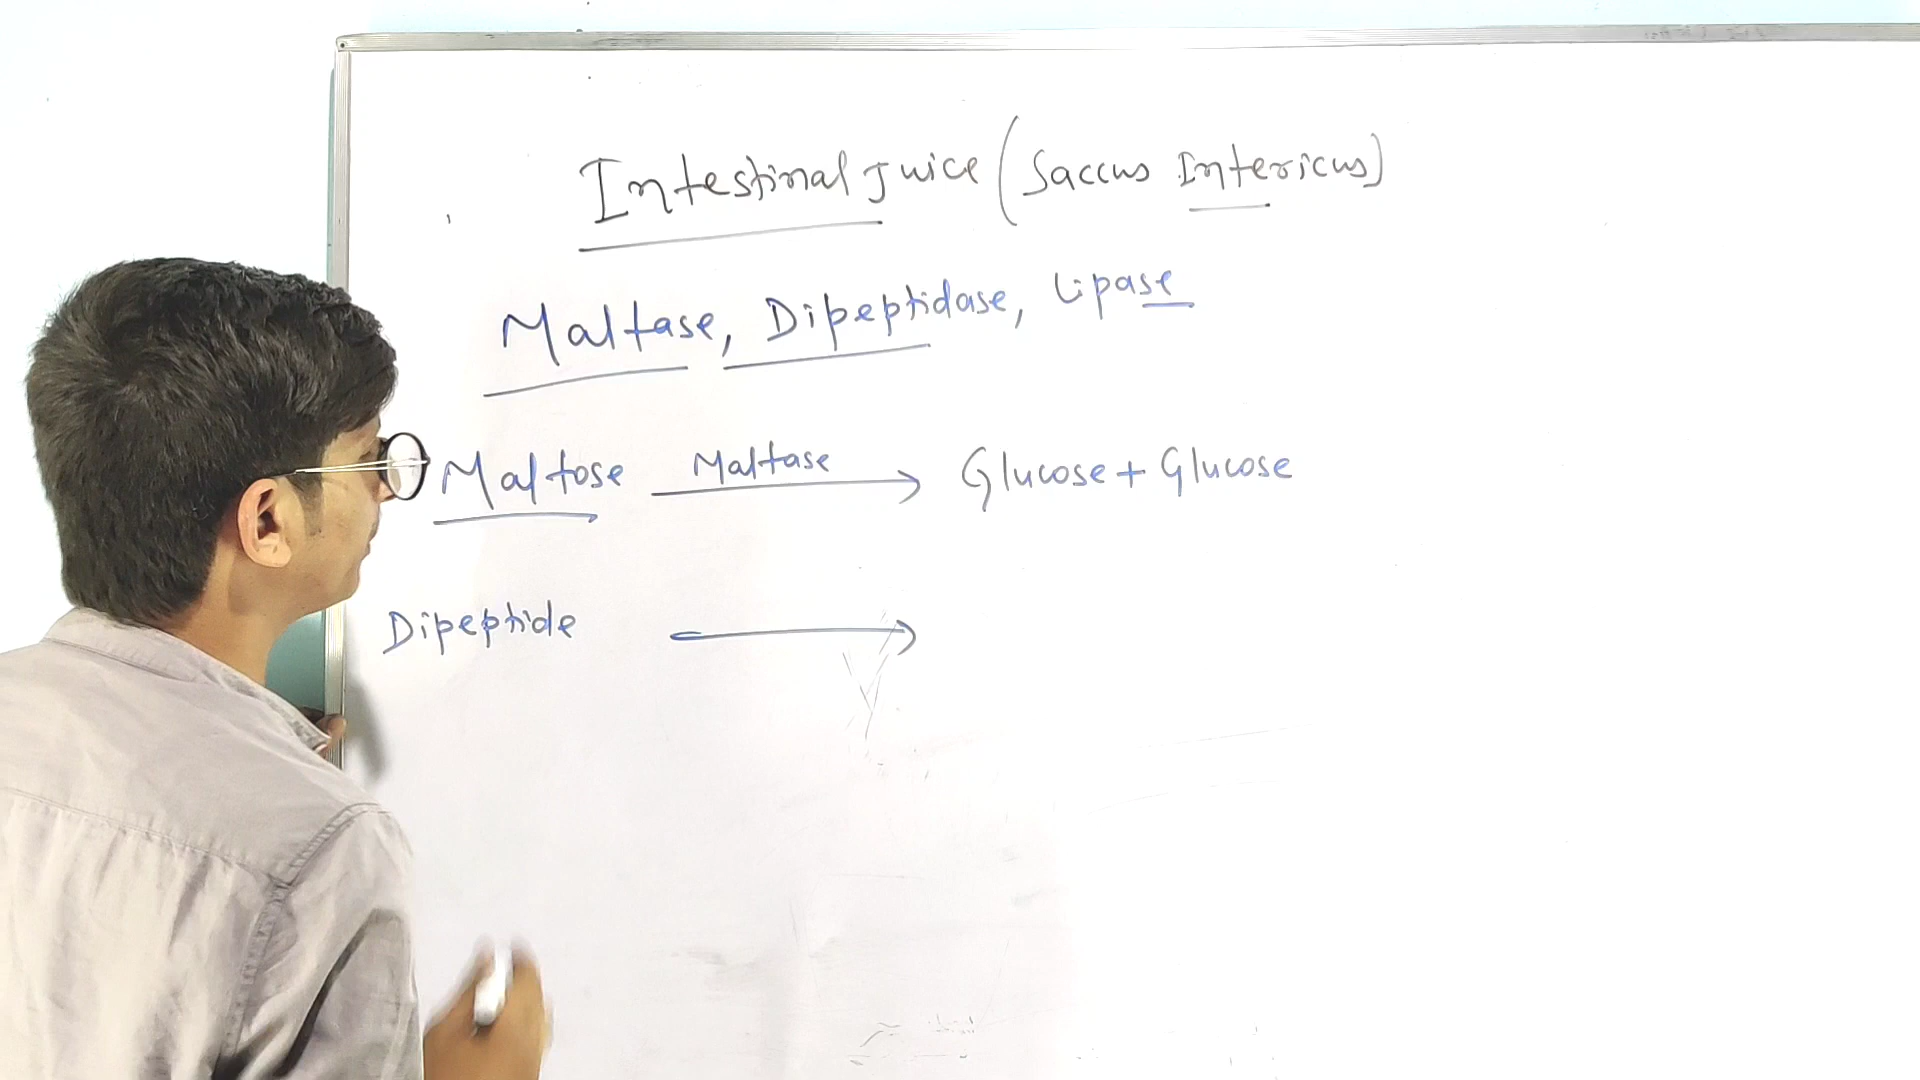 Intestinal Juice (Saccus Intericus)
Maltase, Dipeptidase, Lipase
Maltose Maltase → Glucose + Glucose
Dipeptide →